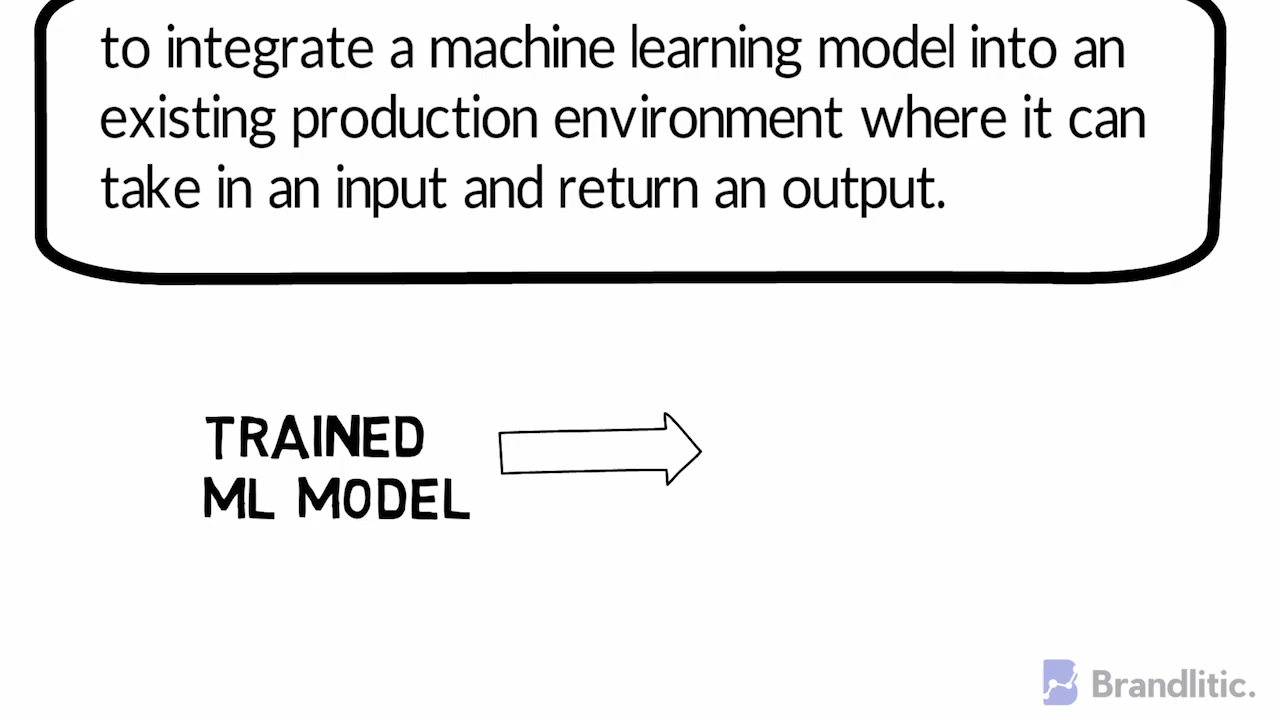 to integrate a machine learning model into an
existing production environment where it can
take in an input and return an output.
TRAINED
ML MODEL
Brandlitic.